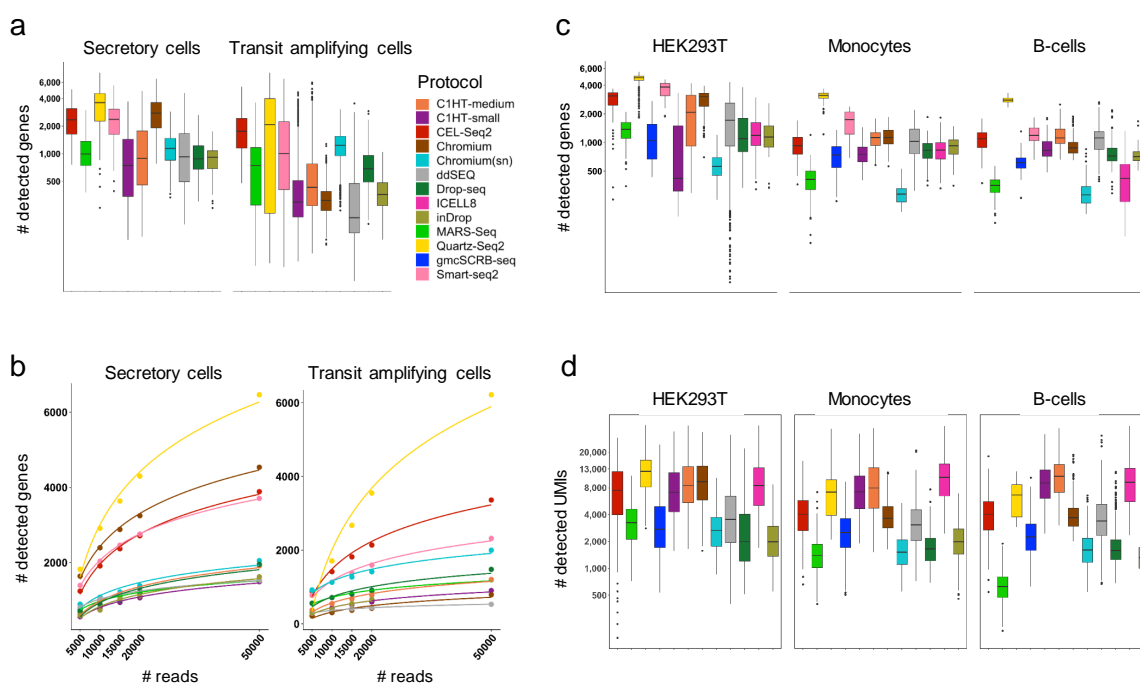 a
Secretory cells
Transit amplifying cells
# detected genes
6,000
4,000
2,000
1,000
500
Protocol
C1HT-medium
C1HT-small
CEL-Seq2
Chromium
Chromium(sn)
ddSEQ
Drop-seq
ICELL8
inDrop
MARS-Seq
Quartz-Seq2
gmcSCRB-seq
Smart-seq2
c
HEK293T
Monocytes
B-cells
# detected genes
6,000
4,000
2,000
1,000
500
b
Secretory cells
Transit amplifying cells
# detected genes
6000
4000
2000
6000
4000
2000
0
5000
10000
15000
20000
50000
5000
10000
15000
20000
50000
# reads
d
HEK293T
Monocytes
B-cells
# detected UMIs
20,000
13,000
8,000
4,000
2,000
1,000
500